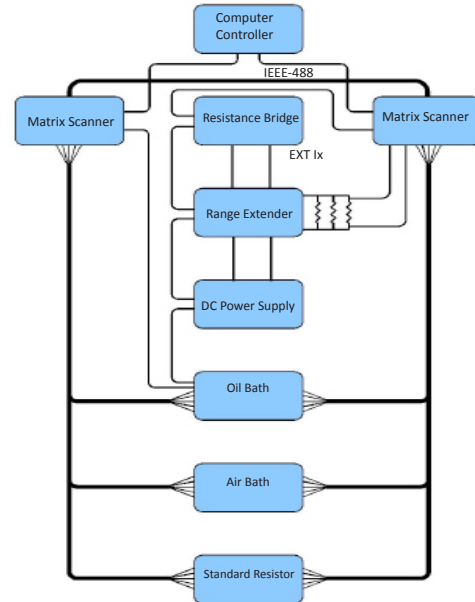 Computer
Controller
IEEE-488
Matrix Scanner
Resistance Bridge
Matrix Scanner
EXT Ix
Range Extender
DC Power Supply
Oil Bath
Air Bath
Standard Resistor